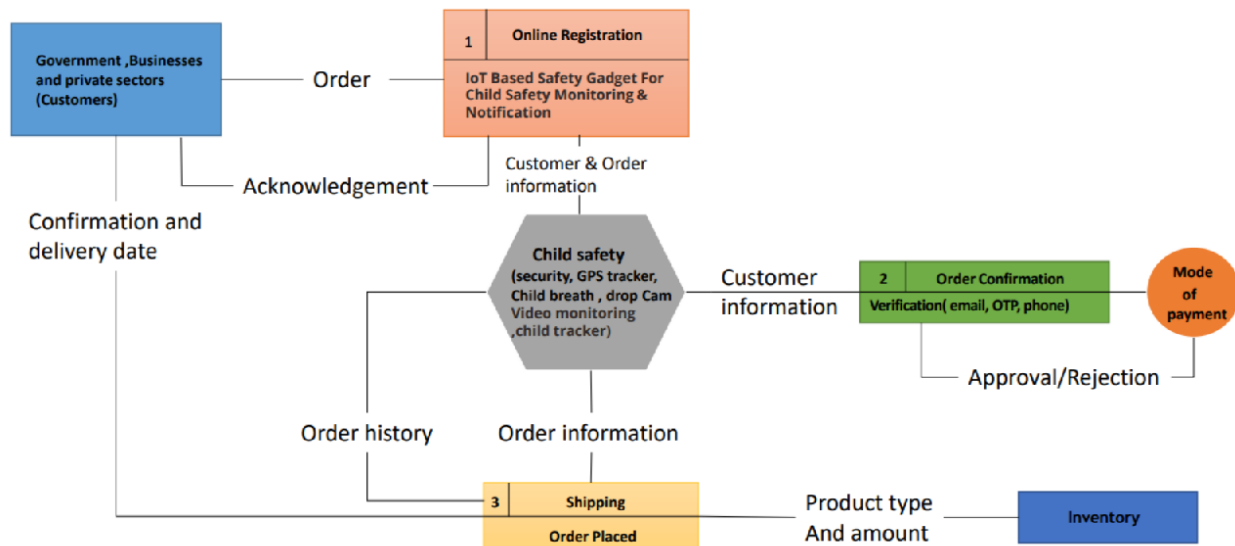 Government ,Businesses
and private sectors
(Customers)
Order
1
Online Registration
IoT Based Safety Gadget For
Child Safety Monitoring &
Notification
Acknowledgement
Customer & Order
information
Confirmation and
delivery date
Child safety
(security, GPS tracker,
Child breath , drop Cam
Video monitoring
,child tracker)
Customer
information
2
Order Confirmation
Verification( email, OTP, phone)
Mode
of
payment
Approval/Rejection
Order history
Order information
3
Shipping
Order Placed
Product type
And amount
Inventory